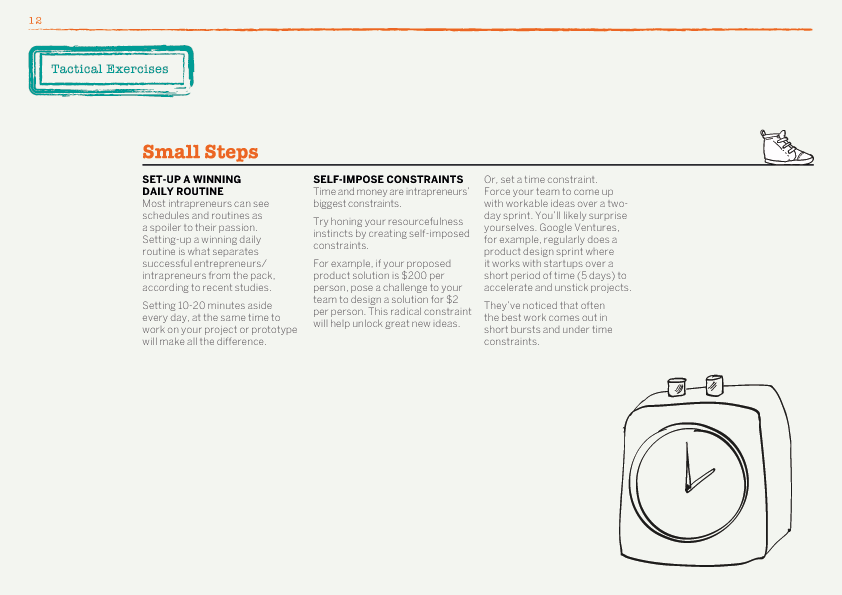 12
Tactical Exercises
Small Steps
SET-UP A WINNING
DAILY ROUTINE
Most intrapreneurs can see
schedules and routines as
a spoiler to their passion.
Setting-up a winning daily
routine is what separates
successful entrepreneurs/
intrapreneurs from the pack,
according to recent studies.
Setting 10-20 minutes aside
every day, at the same time to
work on your project or prototype
will make all the difference.
SELF-IMPOSE CONSTRAINTS
Time and money are intrapreneurs'
biggest constraints.
Try honing your resourcefulness
instincts by creating self-imposed
constraints.
For example, if your proposed
product solution is $200 per
person, pose a challenge to your
team to design a solution for $2
per person. This radical constraint
will help unlock great new ideas.
Or, set a time constraint.
Force your team to come up
with workable ideas over a two-
day sprint. You'll likely surprise
yourselves. Google Ventures,
for example, regularly does a
product design sprint where
it works with startups over a
short period of time (5 days) to
accelerate and unstick projects.
They've noticed that often
the best work comes out in
short bursts and under time
constraints.